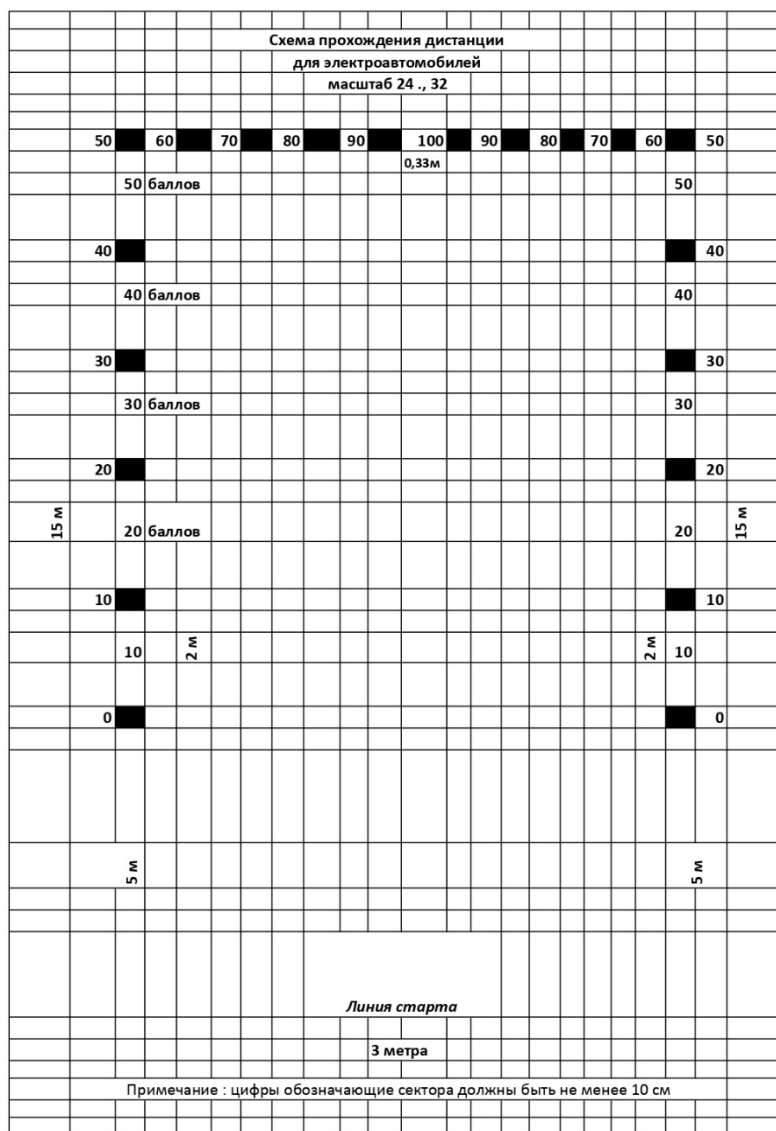 Схема прохождения дистанции
для электроавтомобилей
масштаб 24 ., 32
50 60 70 80 90 100 90 80 70 60 50
0,33м
50 баллов 50
40 40
40 баллов 40
30 30
30 баллов 30
20 20
15 м 20 баллов 20 15 м
10 10
10 2 м 2 м 10
0 0
5 м 5 м
Линия старта
3 метра
Примечание : цифры обозначающие сектора должны быть не менее 10 см